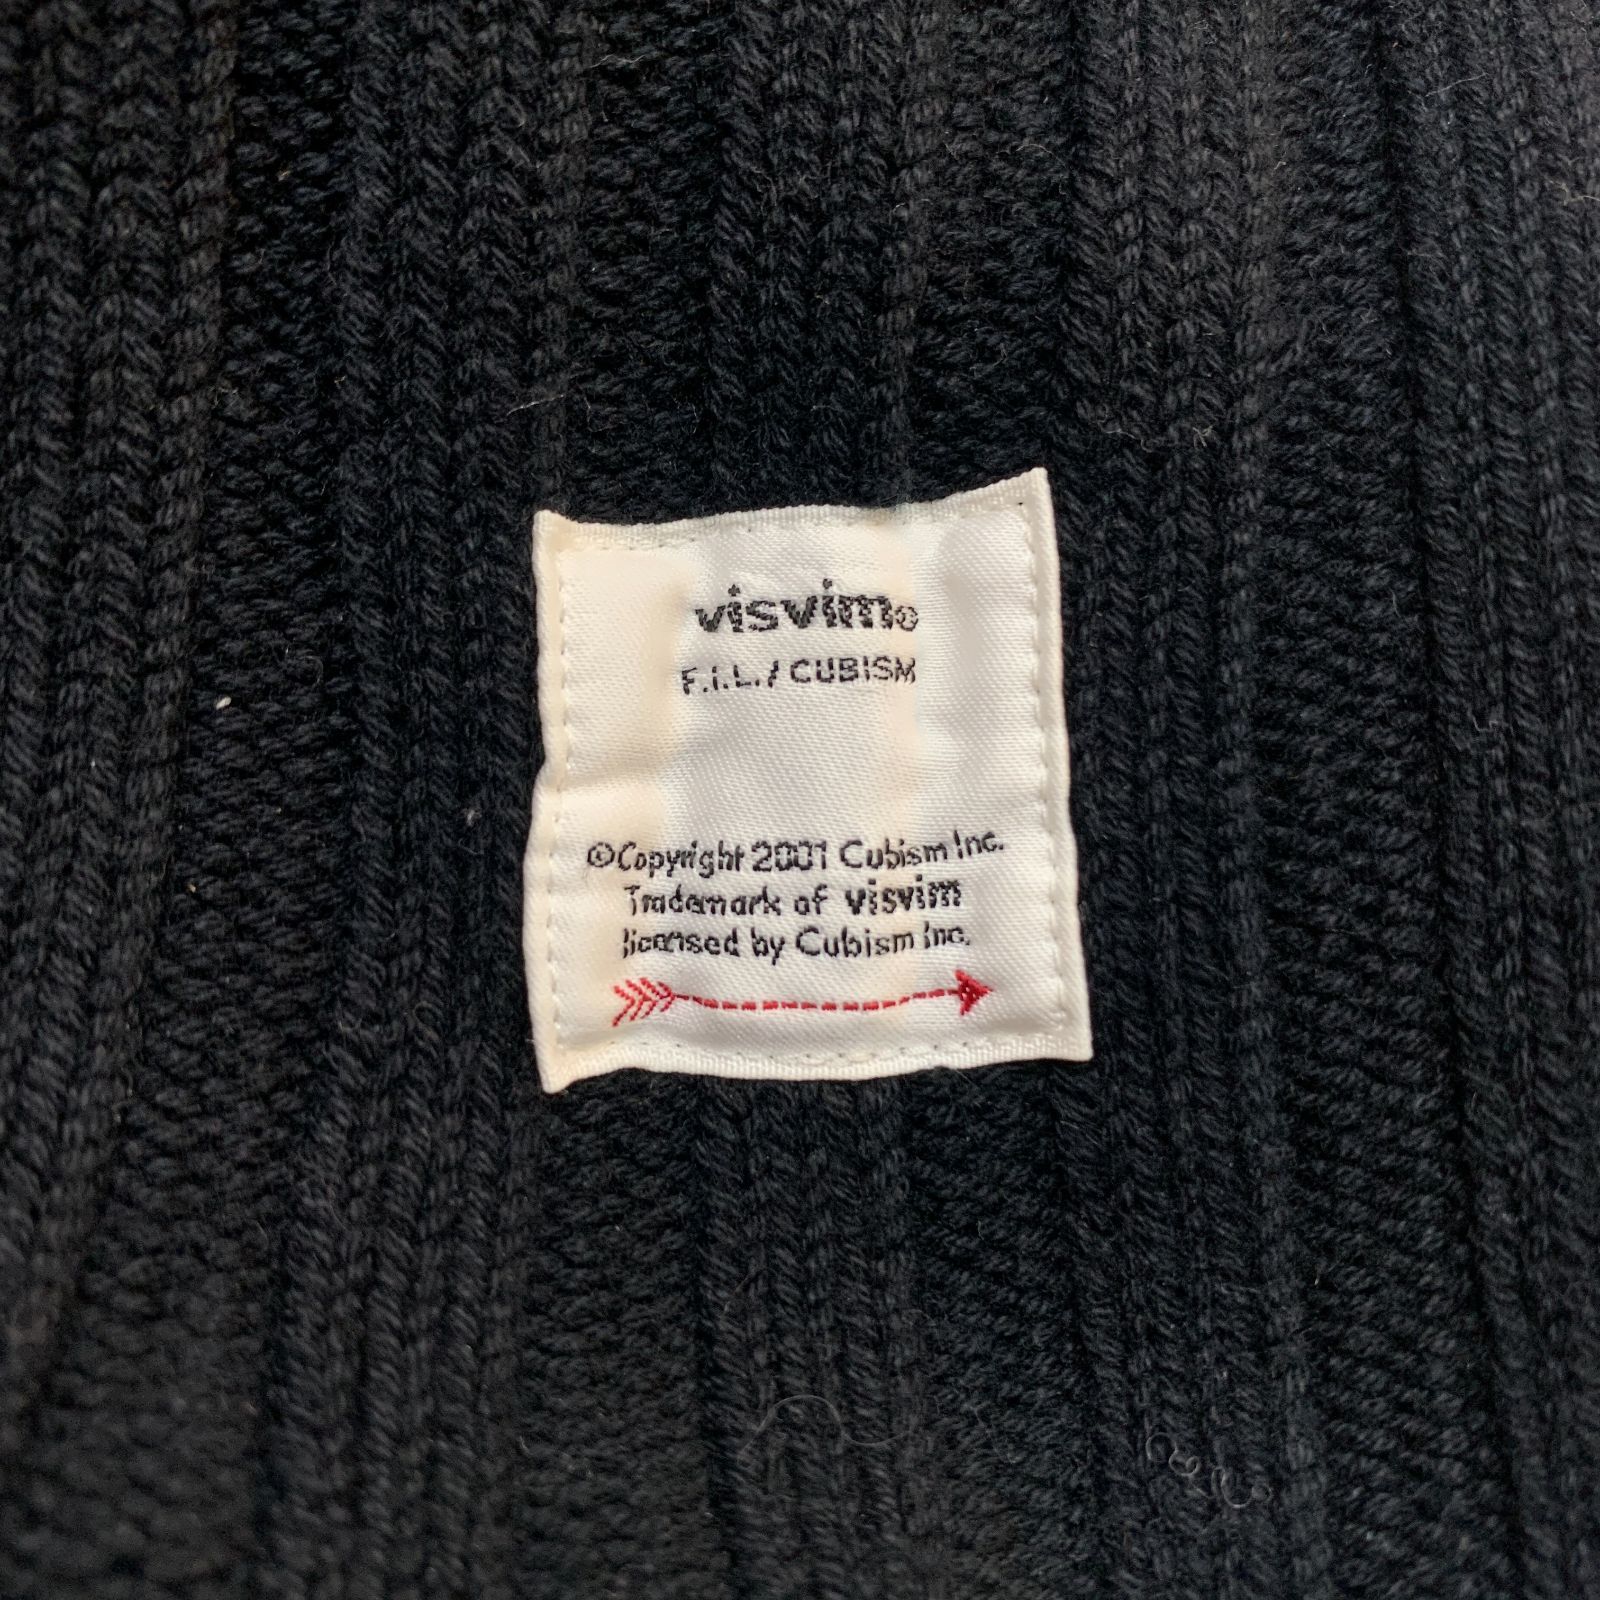 visvim®
F.I.L./CUBISM
©Copyright 2001 Cubism Inc.
Trademark of visvim
licensed by Cubism Inc.